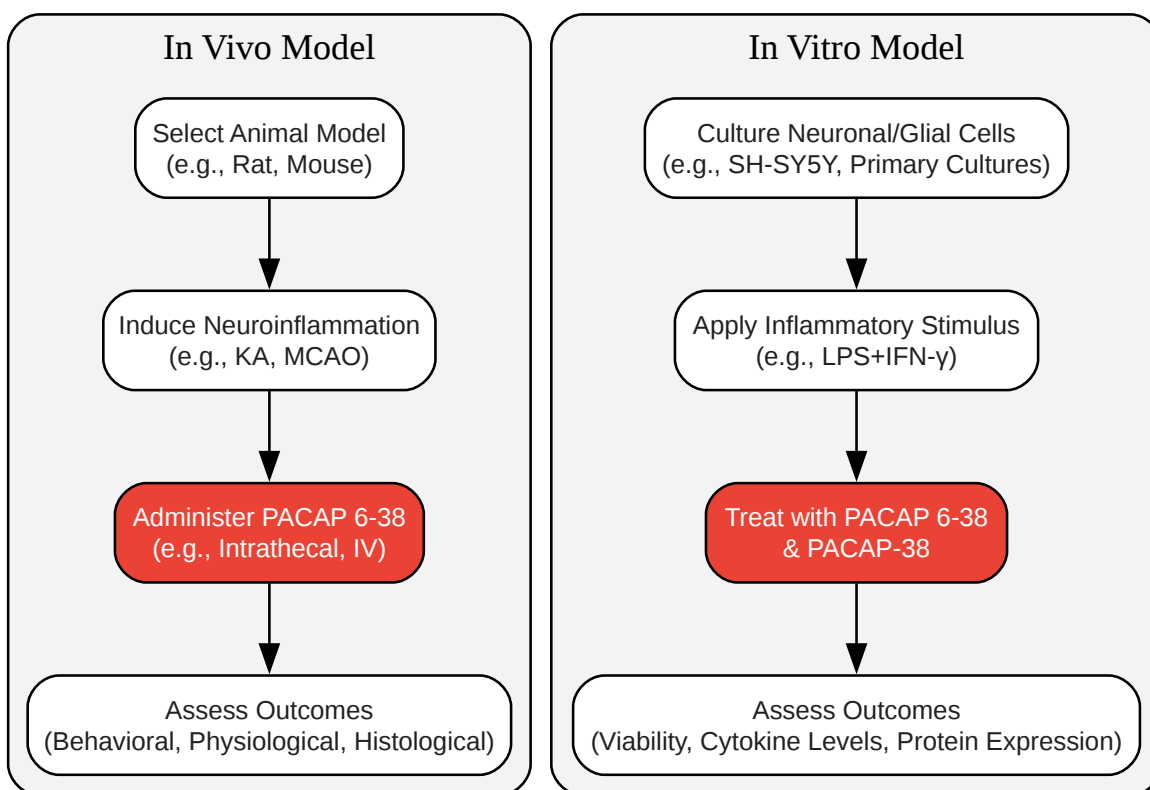 In Vivo Model
Select Animal Model
(e.g., Rat, Mouse)
Induce Neuroinflammation
(e.g., KA, MCAO)
Administer PACAP 6-38
(e.g., Intrathecal, IV)
Assess Outcomes
(Behavioral, Physiological, Histological)
In Vitro Model
Culture Neuronal/Glial Cells
(e.g., SH-SY5Y, Primary Cultures)
Apply Inflammatory Stimulus
(e.g., LPS+IFN-γ)
Treat with PACAP 6-38
& PACAP-38
Assess Outcomes
(Viability, Cytokine Levels, Protein Expression)